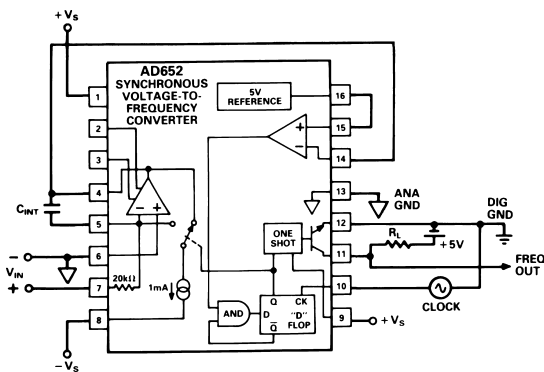 +VS
AD652
SYNCHRONOUS
VOLTAGE-TO-
FREQUENCY
CONVERTER
5V
REFERENCE
1
2
3
4
5
6
7
8
16
15
14
13
12
11
10
9
+
−
− +
CINT
−
VIN
+
20kΩ
1mA
−VS
ONE
SHOT
AND
Q CK
D "D"
FLOP
Q̅
ANA
GND
DIG
GND
RL
+5V
FREQ
OUT
CLOCK
+VS